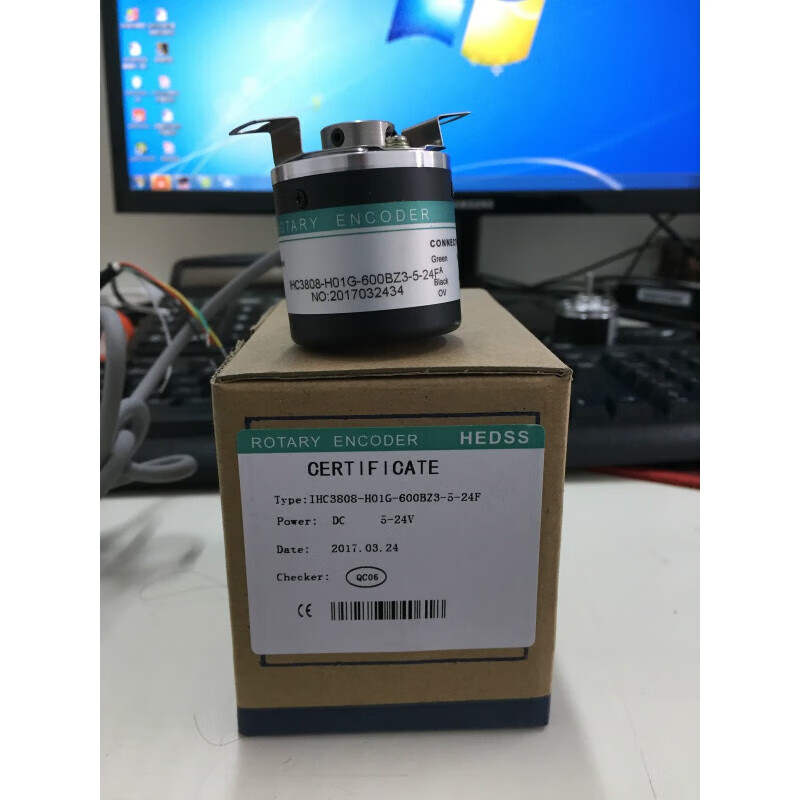 ROTARY ENCODER
CONNECT
Green
A
Black
0V
IHC3808-H01G-600BZ3-5-24F
NO:2017032434
ROTARY ENCODER HEDSS
CERTIFICATE
Type:IHC3808-H01G-600BZ3-5-24F
Power: DC 5-24V
Date: 2017.03.24
Checker: QC06
CE